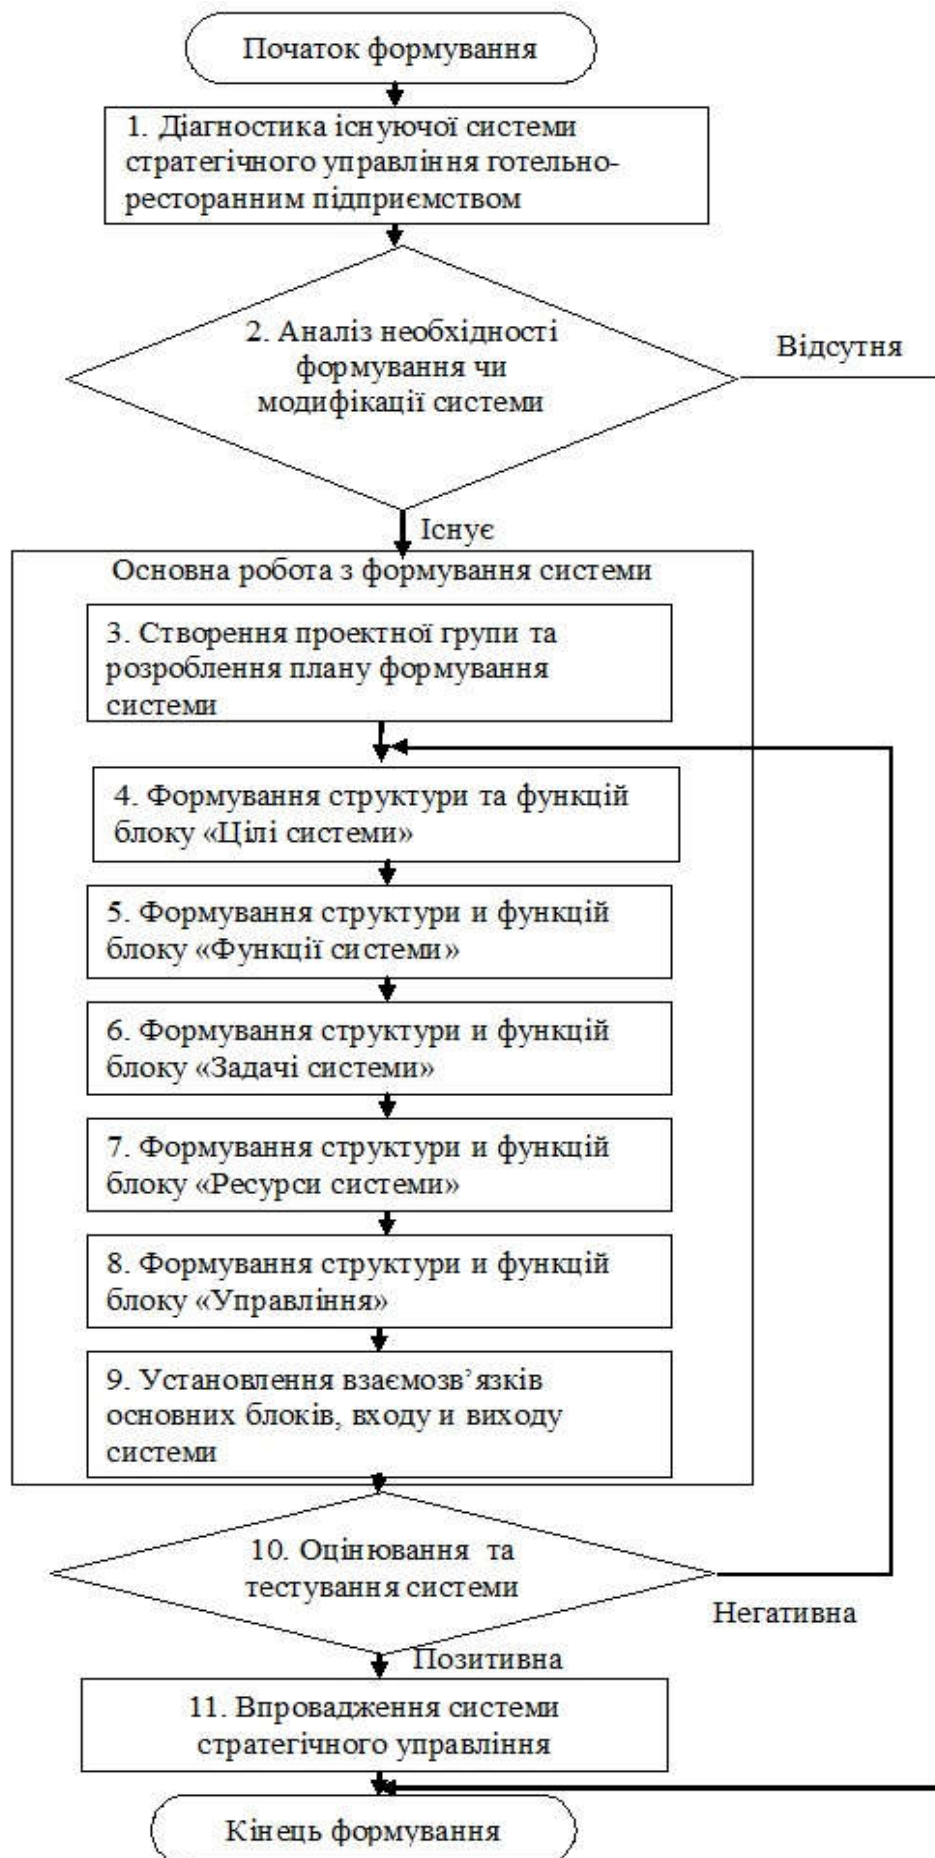 Початок формування
1. Діагностика існуючої системи
стратегічного управління готельно-
ресторанним підприємством
2. Аналіз необхідності
формування чи
модифікації системи
Відсутня
Існує
Основна робота з формування системи
3. Створення проектної групи та
розроблення плану формування
системи
4. Формування структури та функцій
блоку «Цілі системи»
5. Формування структури и функцій
блоку «Функції системи»
6. Формування структури и функцій
блоку «Задачі системи»
7. Формування структури и функцій
блоку «Ресурси системи»
8. Формування структури и функцій
блоку «Управління»
9. Установлення взаємозв’язків
основних блоків, входу и виходу
системи
10. Оцінювання та
тестування системи
Негативна
Позитивна
11. Впровадження системи
стратегічного управління
Кінець формування